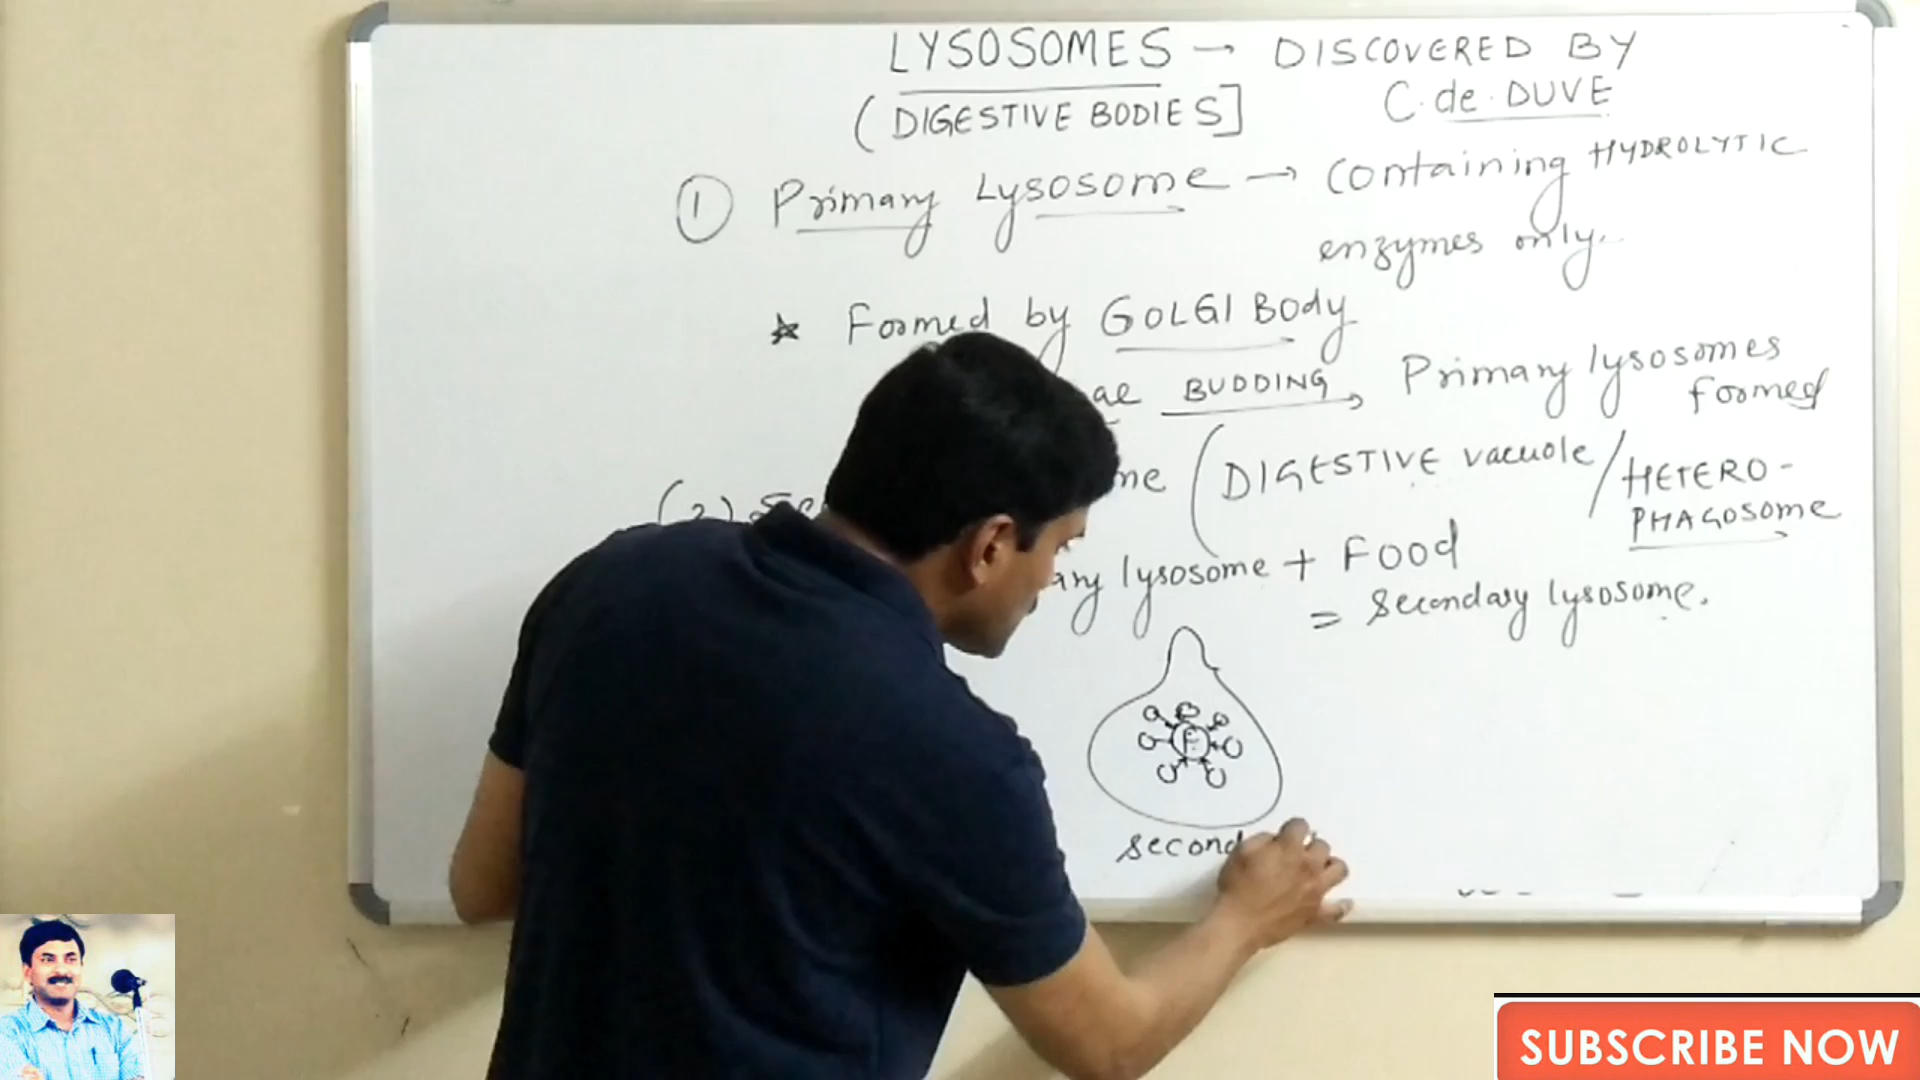 LYSOSOMES → DISCOVERED BY
C. de. DUVE
(DIGESTIVE BODIES]
① Primary Lysosome → containing HYDROLYTIC
enzymes only.
★ Formed by GOLGI Body
BUDDING → Primary lysosomes
formed
(2) (DIGESTIVE vacuole / HETERO-
PHAGOSOME
lysosome + Food
= secondary lysosome.
F
second
SUBSCRIBE NOW